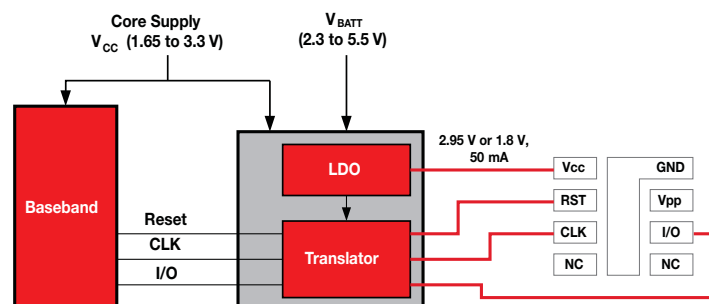 Core Supply
VCC (1.65 to 3.3 V)
VBATT
(2.3 to 5.5 V)
2.95 V or 1.8 V,
50 mA
LDO
Vcc
GND
Baseband
RST
Vpp
Reset
CLK
Translator
CLK
I/O
I/O
NC
NC